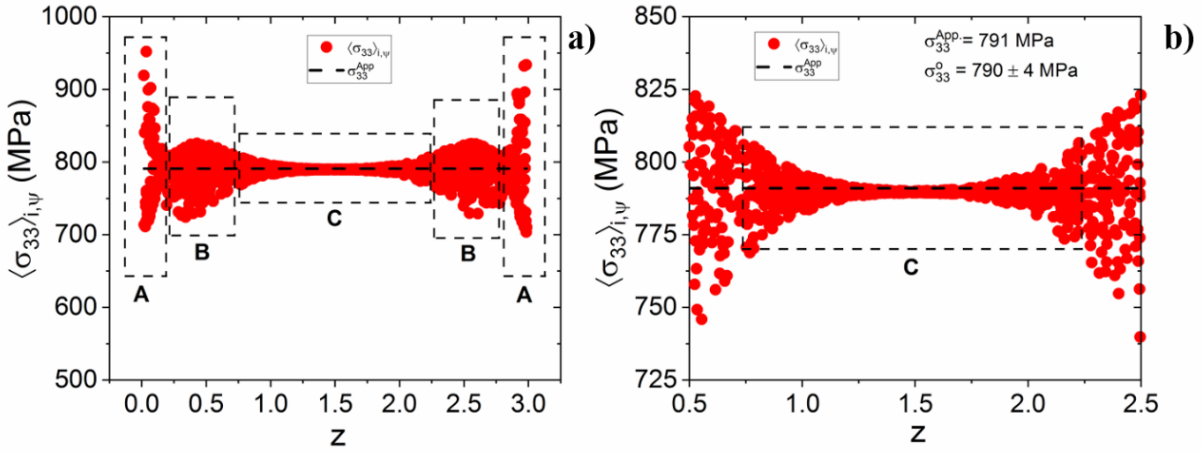 a)
1000
900
800
700
600
500
⟨σ33⟩i,ψ (MPa)
⟨σ33⟩i,ψ
σ33App
A
B
C
B
A
0.0 0.5 1.0 1.5 2.0 2.5 3.0
z
b)
850
825
800
775
750
725
⟨σ33⟩i,ψ (MPa)
⟨σ33⟩i,ψ
σ33App
σ33App = 791 MPa
σ33o = 790 ± 4 MPa
C
0.5 1.0 1.5 2.0 2.5
z